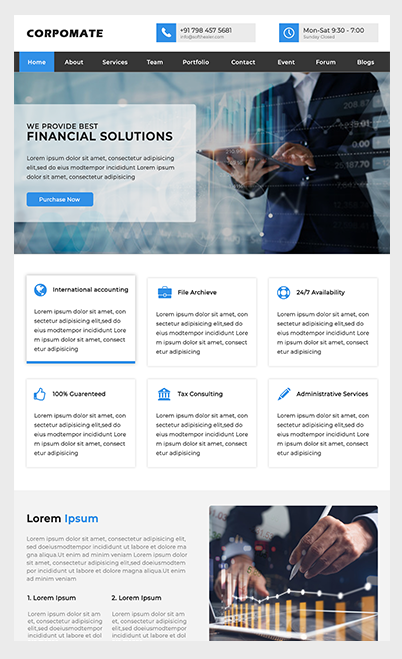 CORPOMATE
+91 798 457 5681
Mon-Sat 9:30 - 7:00
Sunday Closed
Home About Services Team Portfolio Contact Event Forum Blogs
WE PROVIDE BEST
FINANCIAL SOLUTIONS
Lorem ipsum dolor sit amet, consectetur adipisicing
elit,sed do eius modtempor incididunt Lorem ipsum
dolor sit amet, consectetur adipisicing
Purchase Now
International accounting
Lorem ipsum dolor sit amet, con
sectetur adipisicing elit,sed do
eius modtempor incididunt Lore
m ipsum dolor sit amet, consect
etur adipisicing
File Archieve
Lorem ipsum dolor sit amet, con
sectetur adipisicing elit,sed do
eius modtempor incididunt Lore
m ipsum dolor sit amet, consect
etur adipisicing
24/7 Availability
Lorem ipsum dolor sit amet, con
sectetur adipisicing elit,sed do
eius modtempor incididunt Lore
m ipsum dolor sit amet, consect
etur adipisicing
100% Guarenteed
Lorem ipsum dolor sit amet, con
sectetur adipisicing elit,sed do
eius modtempor incididunt Lore
m ipsum dolor sit amet, consect
etur adipisicing
Tax Consulting
Lorem ipsum dolor sit amet, con
sectetur adipisicing elit,sed do
eius modtempor incididunt Lore
m ipsum dolor sit amet, consect
etur adipisicing
Administrative Services
Lorem ipsum dolor sit amet, con
sectetur adipisicing elit,sed do
eius modtempor incididunt Lore
m ipsum dolor sit amet, consect
etur adipisicing
Lorem Ipsum
Lorem ipsum dolor sit amet, consectetur adipisicing elit,
sed doeiusmodtempor incididunt ut labore et dolore ma
gna aliqua.Ut enim ad minim veniam sed doeiusmodtem
por incididunt ut labore et dolore magna aliqua.Ut enim
ad minim veniam
1. Lorem Ipsum
Lorem ipsum dolor sit am
et, consectetur adipisicing
elit,sed doeiusmodtempor
incididunt ut labore et dol
2. Lorem Ipsum
Lorem ipsum dolor sit am
et, consectetur adipisicing
elit,sed doeiusmodtempor
incididunt ut labore et dol